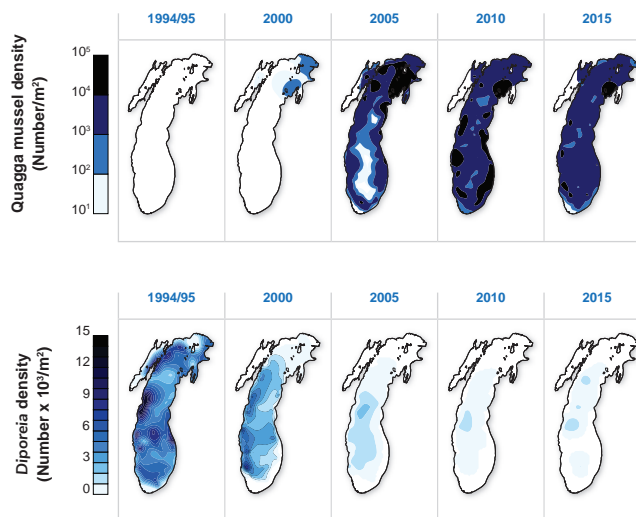 1994/95 2000 2005 2010 2015
Quagga mussel density
(Number/m²)
10⁵
10⁴
10³
10²
10¹
1994/95 2000 2005 2010 2015
Diporeia density
(Number x 10³/m²)
15
12
9
6
3
0